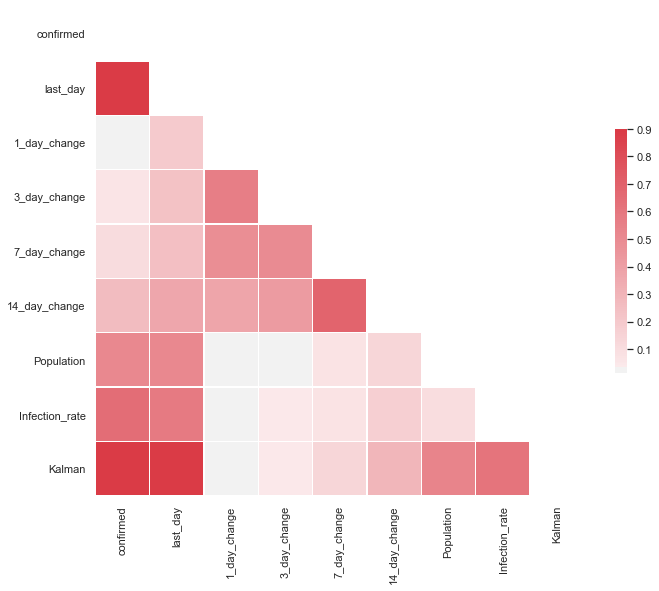 confirmed
last_day
1_day_change
3_day_change
7_day_change
14_day_change
Population
Infection_rate
Kalman
confirmed
last_day
1_day_change
3_day_change
7_day_change
14_day_change
Population
Infection_rate
Kalman
0.9
0.8
0.7
0.6
0.5
0.4
0.3
0.2
0.1